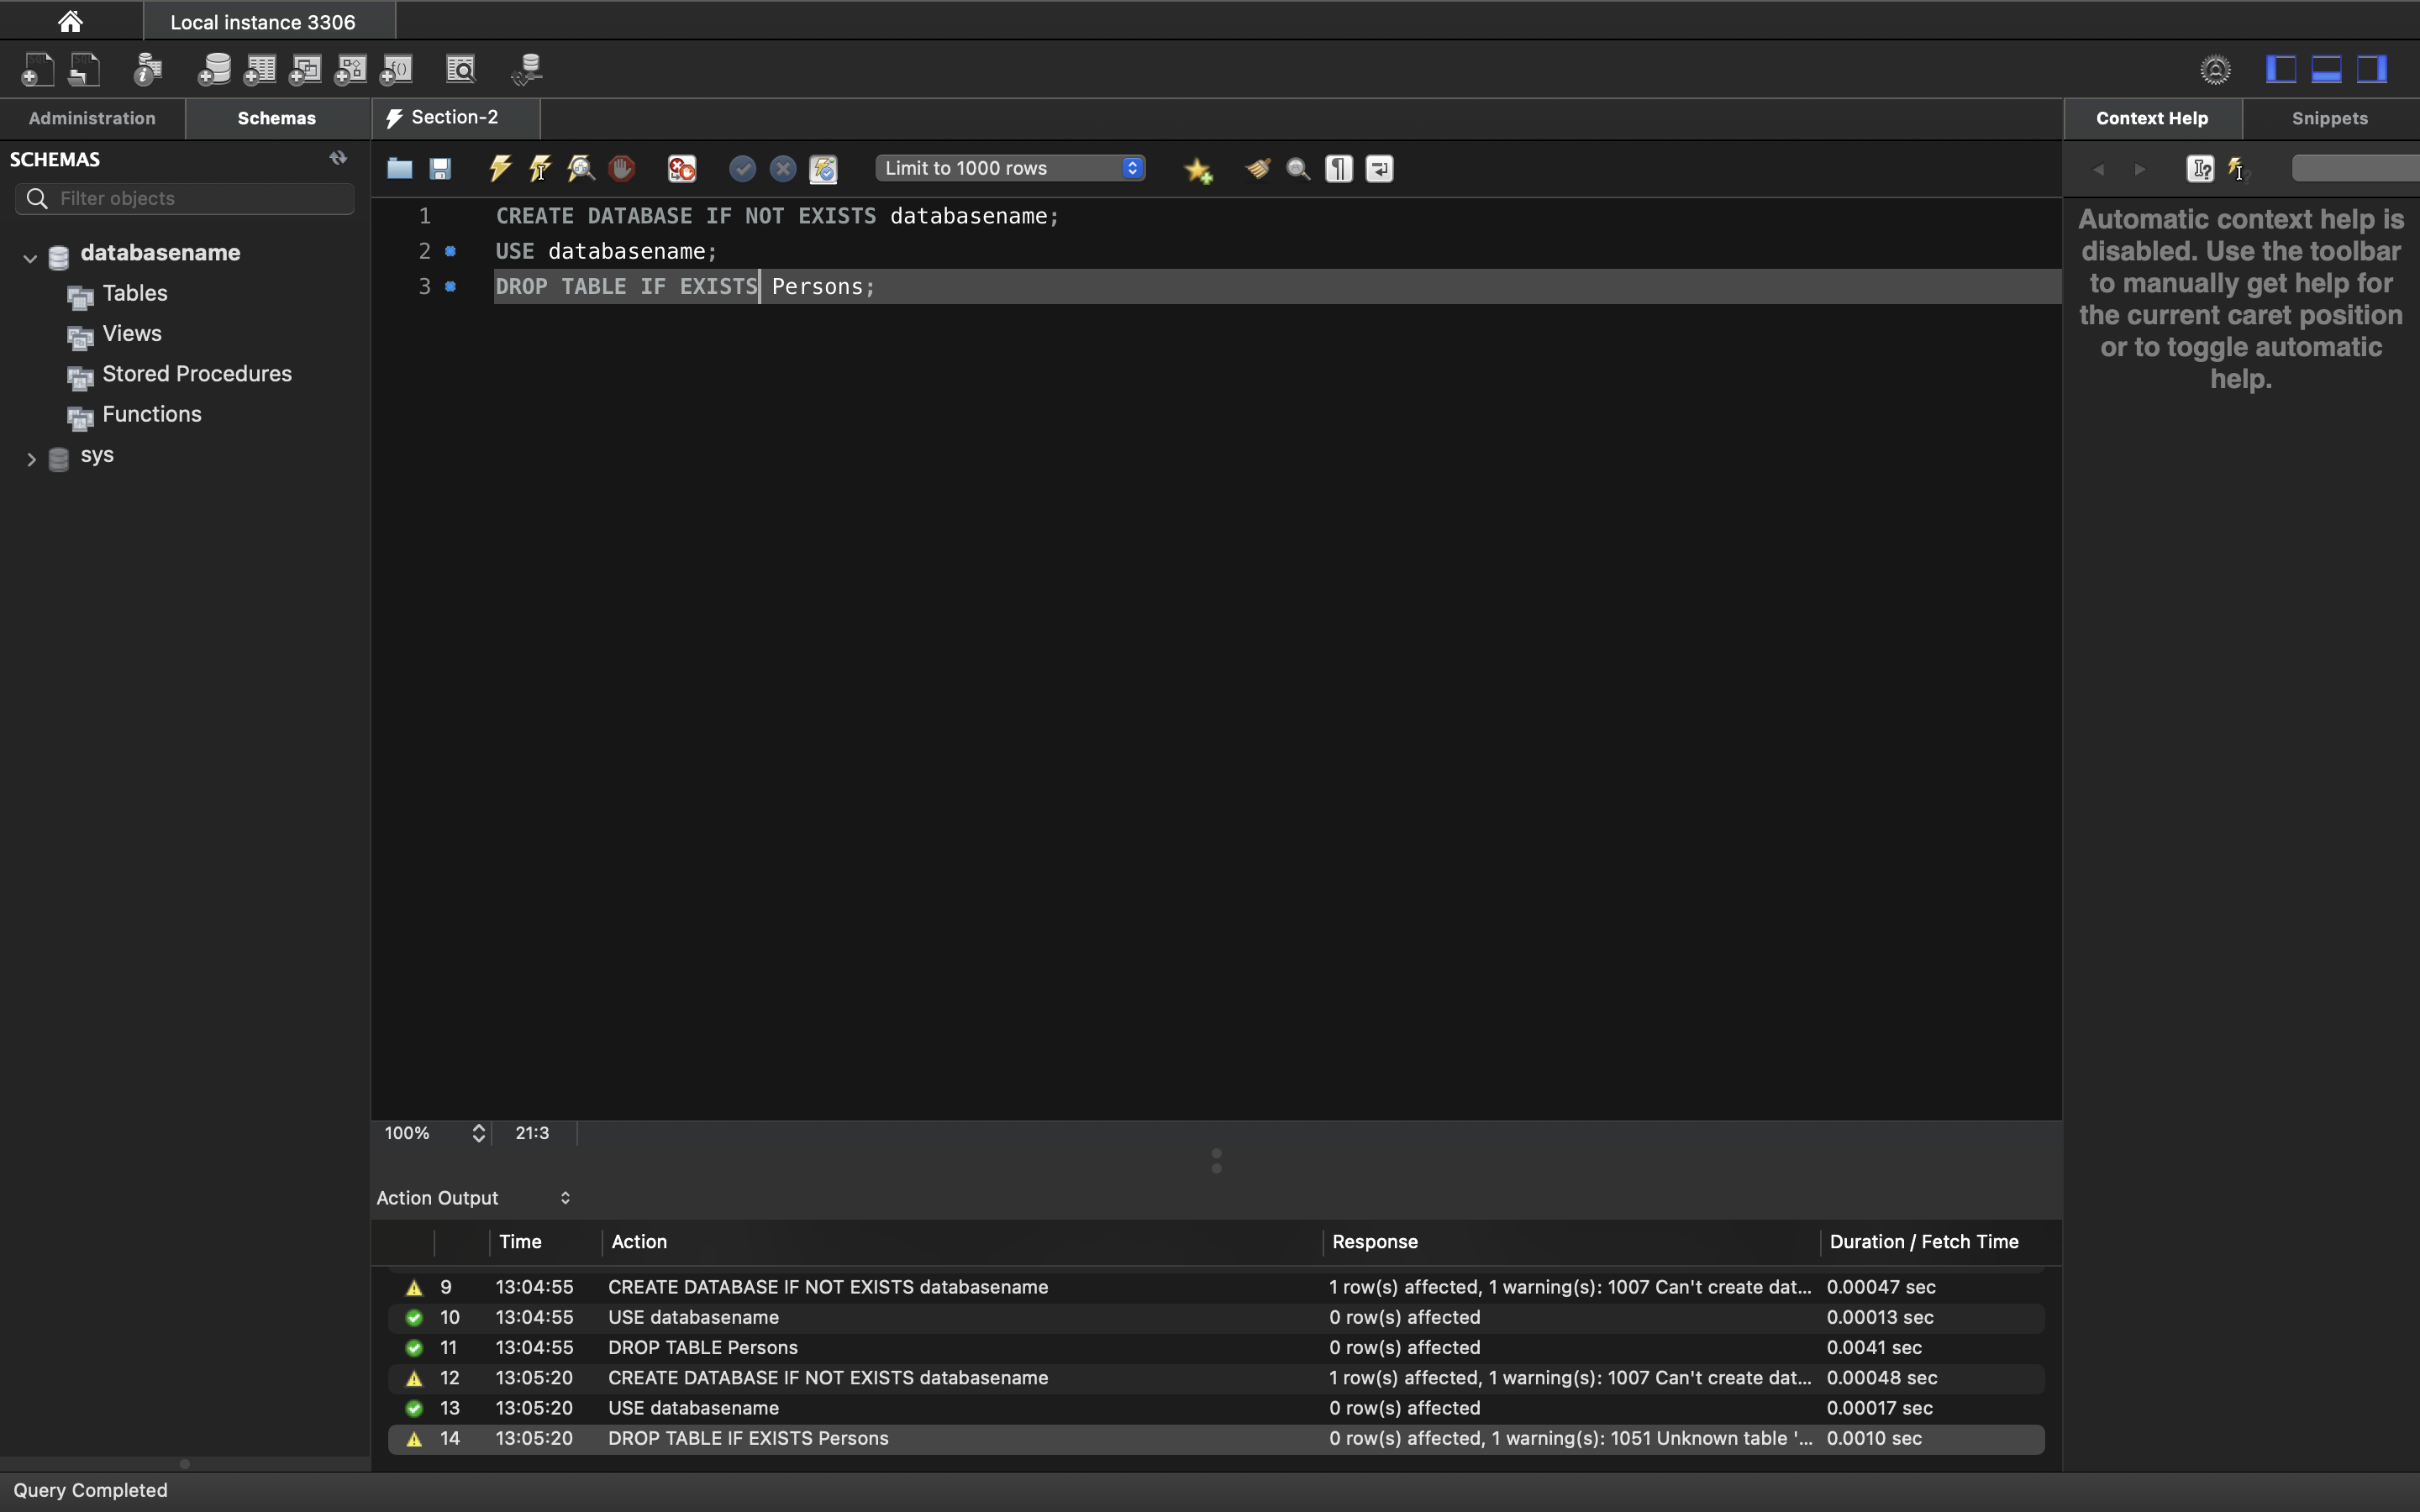 Local instance 3306
Administration
Schemas
Section-2
Context Help
Snippets
SCHEMAS
Filter objects
Limit to 1000 rows
databasename
Tables
Views
Stored Procedures
Functions
sys
1 CREATE DATABASE IF NOT EXISTS databasename;
2 USE databasename;
3 DROP TABLE IF EXISTS Persons;
Automatic context help is
disabled. Use the toolbar
to manually get help for
the current caret position
or to toggle automatic
help.
100% 21:3
Action Output
Time Action Response Duration / Fetch Time
9 13:04:55 CREATE DATABASE IF NOT EXISTS databasename 1 row(s) affected, 1 warning(s): 1007 Can't create dat... 0.00047 sec
10 13:04:55 USE databasename 0 row(s) affected 0.00013 sec
11 13:04:55 DROP TABLE Persons 0 row(s) affected 0.0041 sec
12 13:05:20 CREATE DATABASE IF NOT EXISTS databasename 1 row(s) affected, 1 warning(s): 1007 Can't create dat... 0.00048 sec
13 13:05:20 USE databasename 0 row(s) affected 0.00017 sec
14 13:05:20 DROP TABLE IF EXISTS Persons 0 row(s) affected, 1 warning(s): 1051 Unknown table '... 0.0010 sec
Query Completed